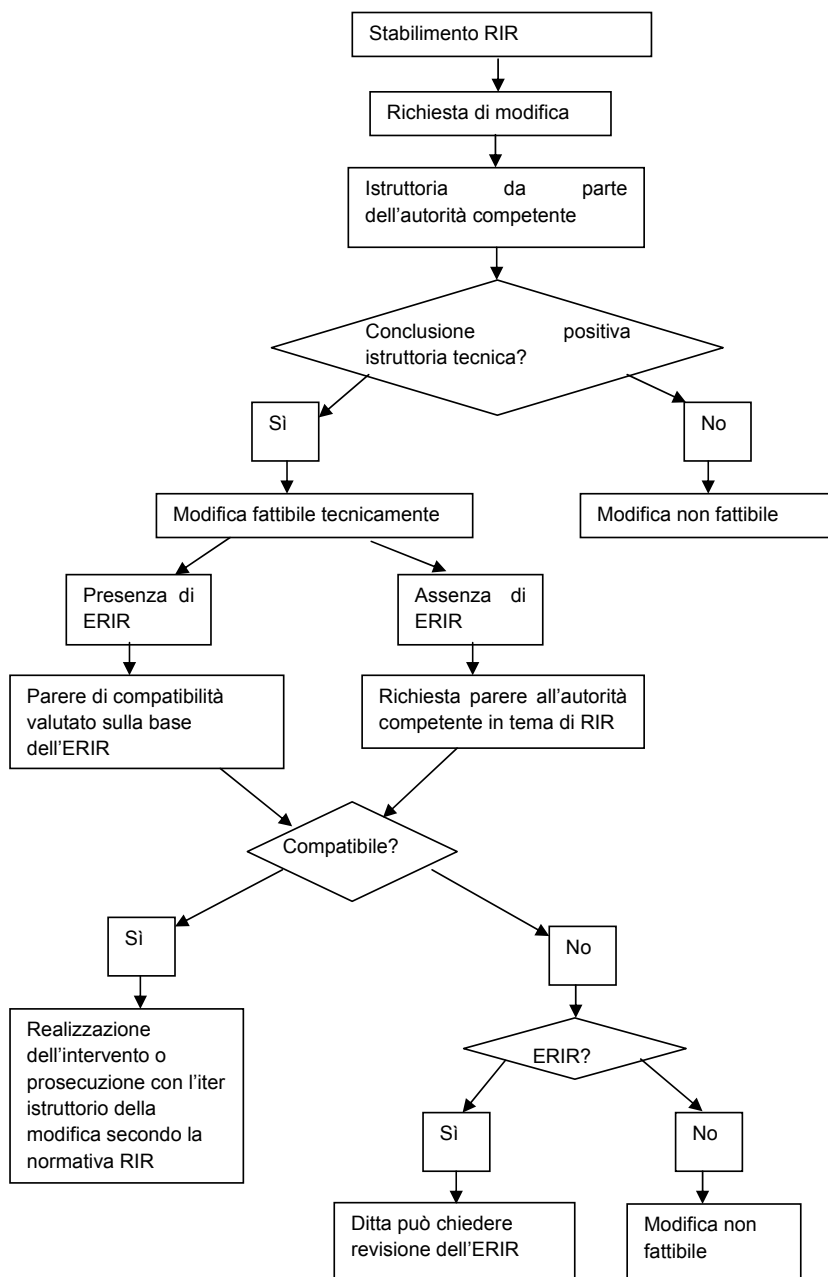 Stabilimento RIR
Richiesta di modifica
Istruttoria da parte
dell'autorità competente
Conclusione positiva
istruttoria tecnica?
Sì
No
Modifica fattibile tecnicamente
Modifica non fattibile
Presenza di
ERIR
Assenza di
ERIR
Parere di compatibilità
valutato sulla base
dell'ERIR
Richiesta parere all'autorità
competente in tema di RIR
Compatibile?
Sì
No
Realizzazione
dell'intervento o
prosecuzione con l'iter
istruttorio della
modifica secondo la
normativa RIR
ERIR?
Sì
No
Ditta può chiedere
revisione dell'ERIR
Modifica non
fattibile